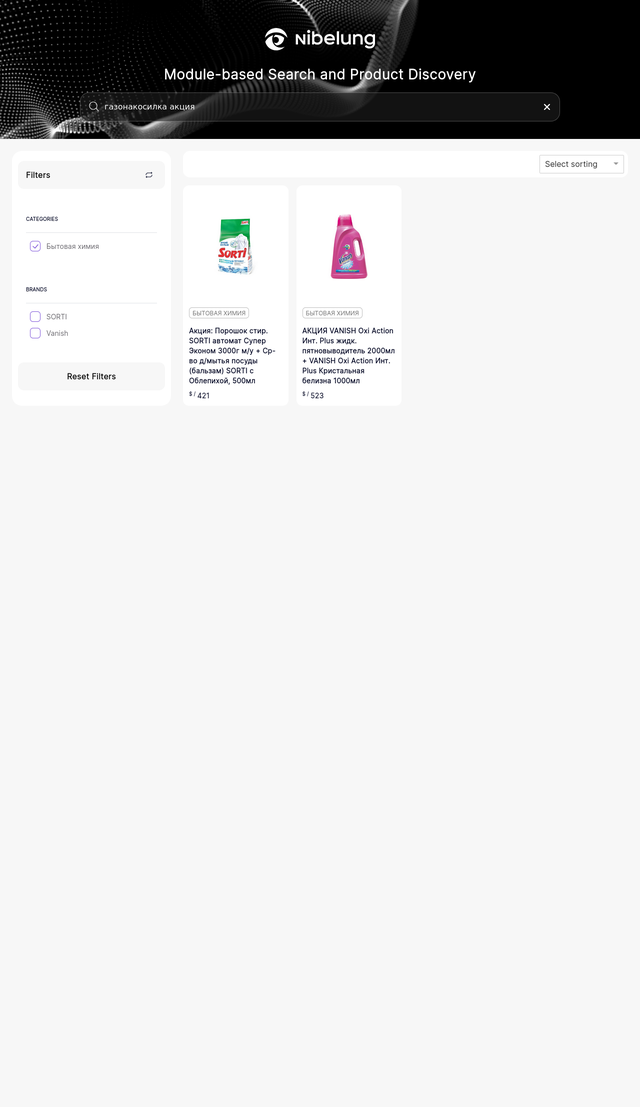 Nibelung
Module-based Search and Product Discovery
газонакосилка акция
Filters
CATEGORIES
Бытовая химия
BRANDS
SORTI
Vanish
Reset Filters
Select sorting
SORTI
БЫТОВАЯ ХИМИЯ
Акция: Порошок стир.
SORTI автомат Супер
Эконом 3000г м/у + Ср-
во д/мытья посуды
(бальзам) SORTI с
Облепихой, 500мл
$ / 421
Vanish
БЫТОВАЯ ХИМИЯ
АКЦИЯ VANISH Oxi Action
Инт. Plus жидк.
пятновыводитель 2000мл
+ VANISH Oxi Action Инт.
Plus Кристальная
белизна 1000мл
$ / 523